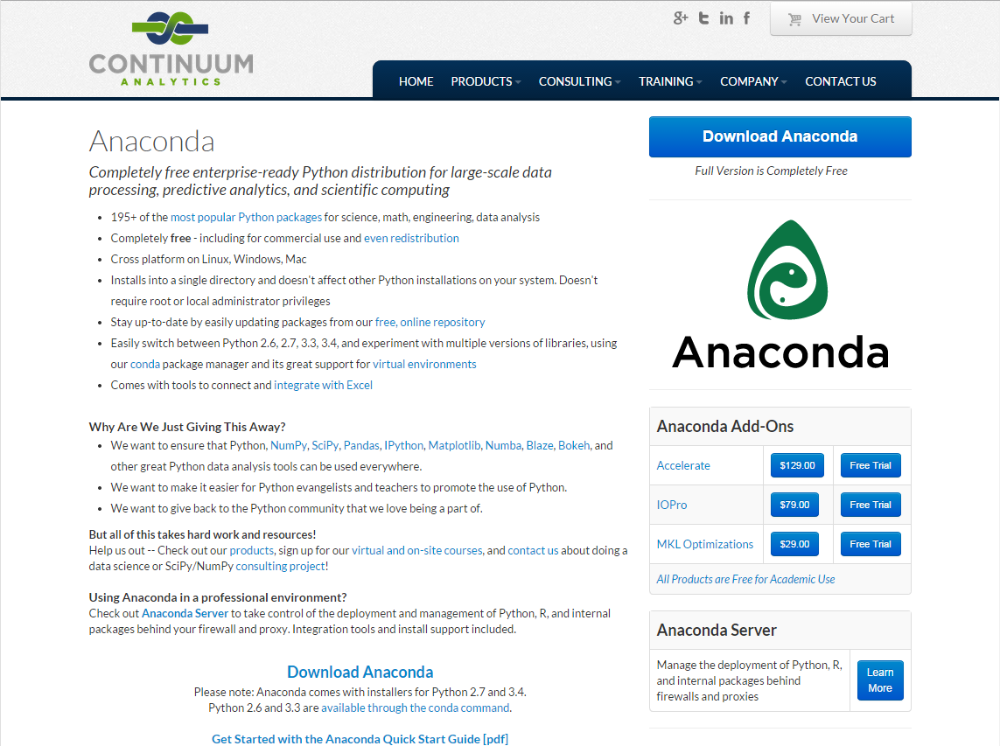 CONTINUUM
ANALYTICS
View Your Cart
HOME PRODUCTS CONSULTING TRAINING COMPANY CONTACT US
Anaconda
Completely free enterprise-ready Python distribution for large-scale data
processing, predictive analytics, and scientific computing
195+ of the most popular Python packages for science, math, engineering, data analysis
Completely free - including for commercial use and even redistribution
Cross platform on Linux, Windows, Mac
Installs into a single directory and doesn't affect other Python installations on your system. Doesn't
require root or local administrator privileges
Stay up-to-date by easily updating packages from our free, online repository
Easily switch between Python 2.6, 2.7, 3.3, 3.4, and experiment with multiple versions of libraries, using
our conda package manager and its great support for virtual environments
Comes with tools to connect and integrate with Excel
Why Are We Just Giving This Away?
We want to ensure that Python, NumPy, SciPy, Pandas, IPython, Matplotlib, Numba, Blaze, Bokeh, and
other great Python data analysis tools can be used everywhere.
We want to make it easier for Python evangelists and teachers to promote the use of Python.
We want to give back to the Python community that we love being a part of.
But all of this takes hard work and resources!
Help us out -- Check out our products, sign up for our virtual and on-site courses, and contact us about doing a
data science or SciPy/NumPy consulting project!
Using Anaconda in a professional environment?
Check out Anaconda Server to take control of the deployment and management of Python, R, and internal
packages behind your firewall and proxy. Integration tools and install support included.
Download Anaconda
Please note: Anaconda comes with installers for Python 2.7 and 3.4.
Python 2.6 and 3.3 are available through the conda command.
Get Started with the Anaconda Quick Start Guide [pdf]
Download Anaconda
Full Version is Completely Free
Anaconda
Anaconda Add-Ons
Accelerate $129.00 Free Trial
IOPro $79.00 Free Trial
MKL Optimizations $29.00 Free Trial
All Products are Free for Academic Use
Anaconda Server
Manage the deployment of Python, R,
and internal packages behind
firewalls and proxies
Learn
More